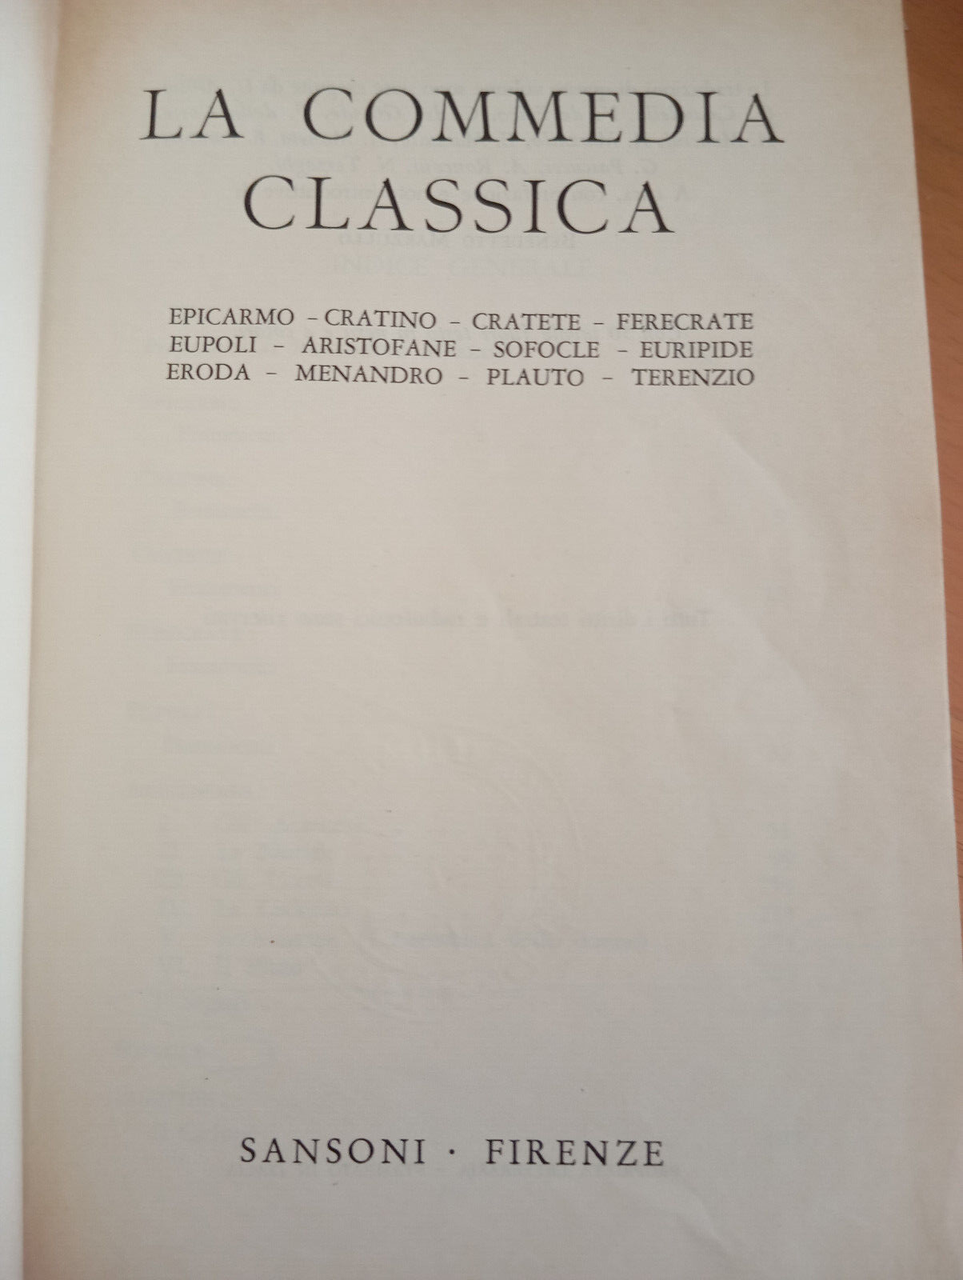 LA COMMEDIA
CLASSICA
EPICARMO – CRATINO – CRATETE – FERECRATE
EUPOLI – ARISTOFANE – SOFOCLE – EURIPIDE
ERODA – MENANDRO – PLAUTO – TERENZIO
SANSONI · FIRENZE